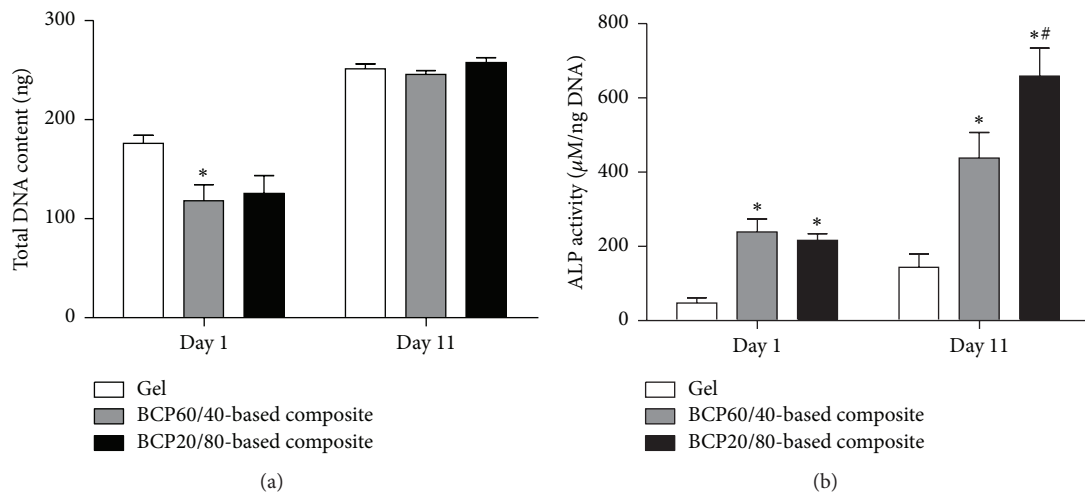 300
200
100
0
Total DNA content (ng)
*
Day 1
Day 11
Gel
BCP60/40-based composite
BCP20/80-based composite
(a)
800
600
400
200
0
ALP activity (µM/ng DNA)
*
*
*
*#
Day 1
Day 11
Gel
BCP60/40-based composite
BCP20/80-based composite
(b)